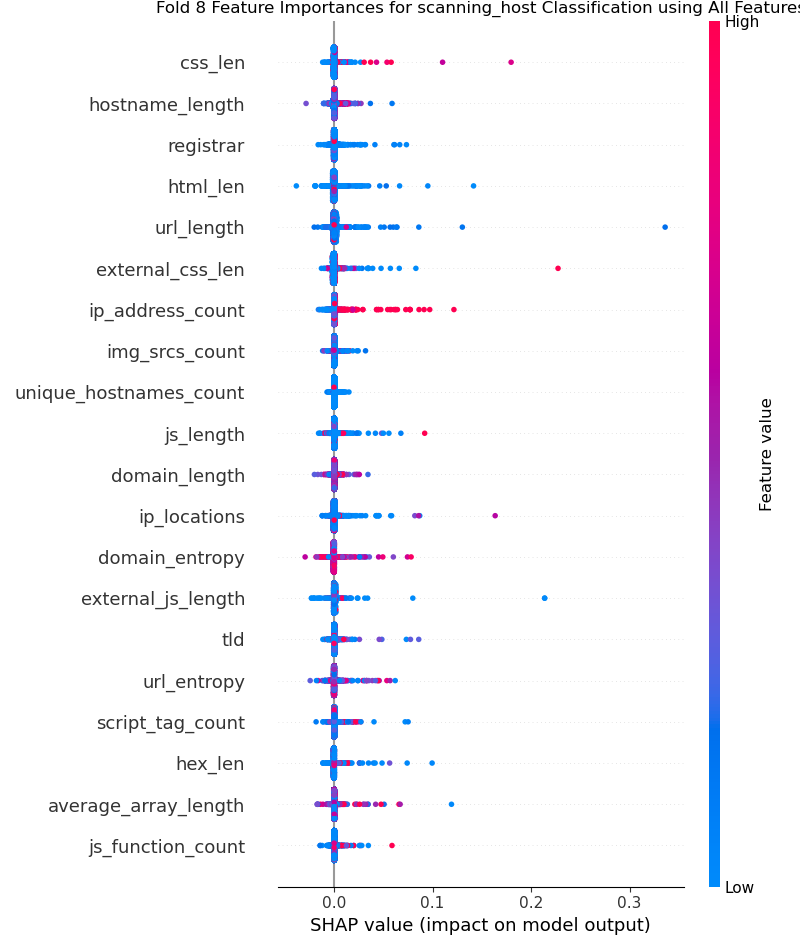 Fold 8 Feature Importances for scanning_host Classification using All Features
High
css_len
hostname_length
registrar
html_len
url_length
external_css_len
ip_address_count
img_srcs_count
unique_hostnames_count
js_length
domain_length
ip_locations
domain_entropy
external_js_length
tld
url_entropy
script_tag_count
hex_len
average_array_length
js_function_count
Feature value
Low
0.0 0.1 0.2 0.3
SHAP value (impact on model output)